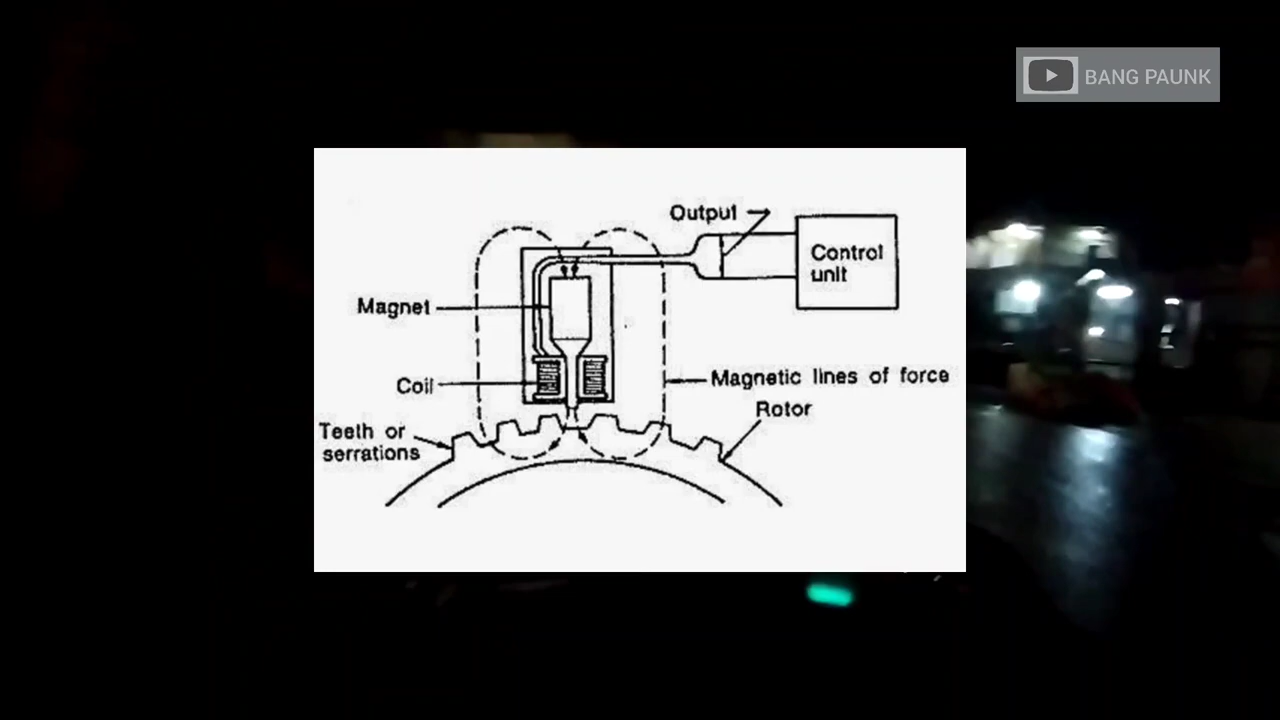 BANG PAUNK
Output
Control
unit
Magnet
Coil
Magnetic lines of force
Rotor
Teeth or
serrations